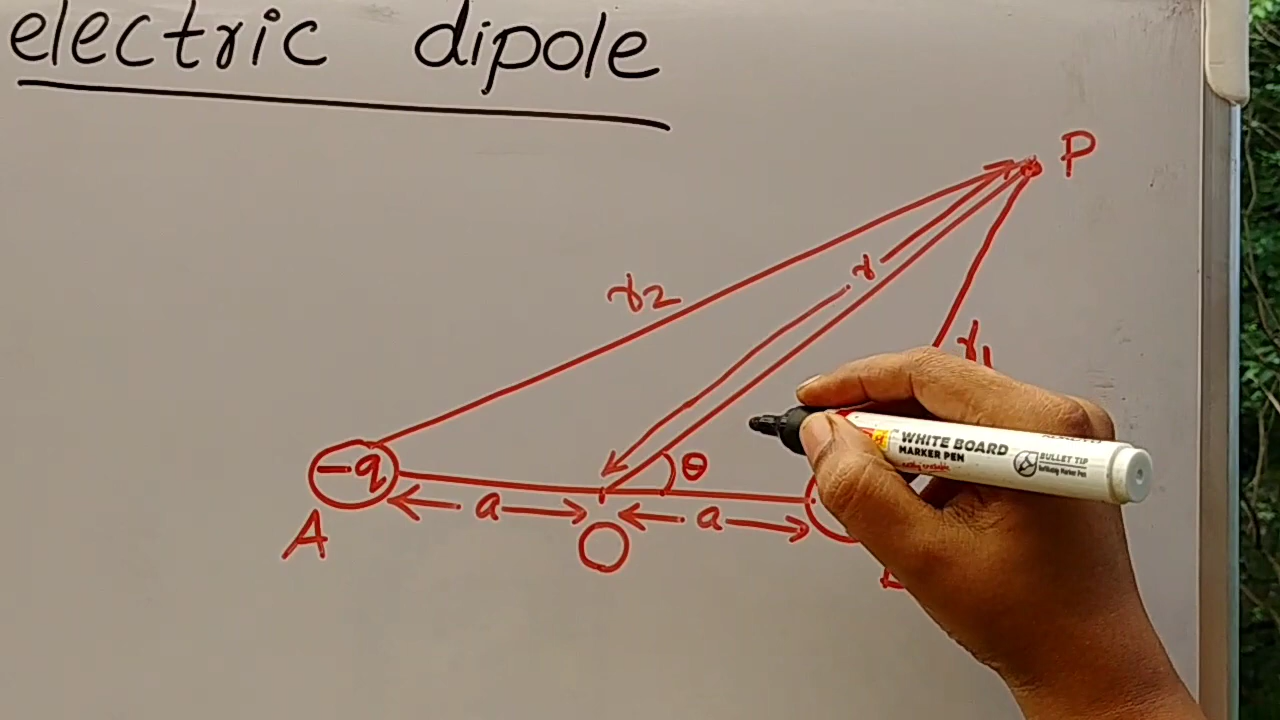 electric dipole
P
r
r2
r1
-q
θ
a
a
A
O
WHITE BOARD
MARKER PEN
BULLET TIP